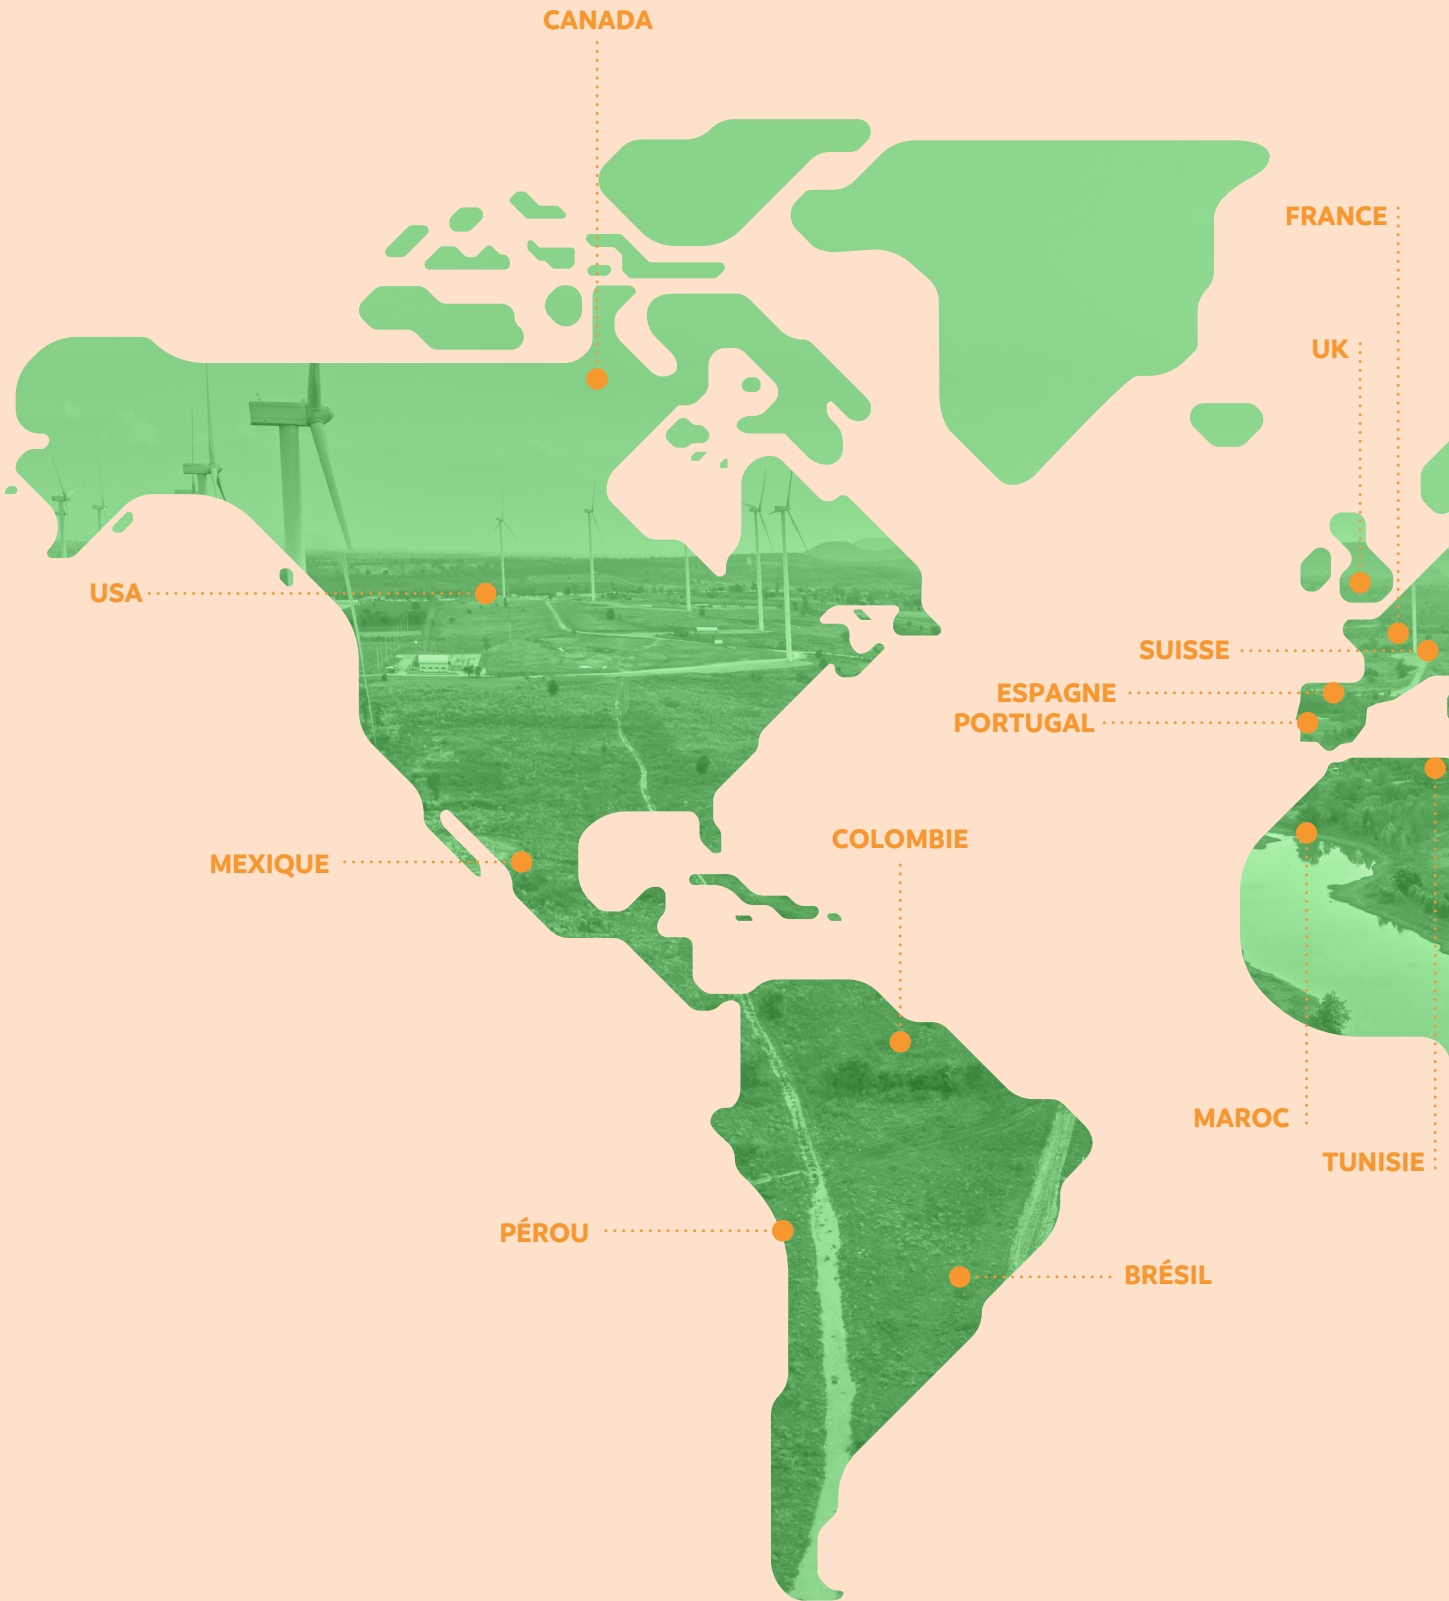 CANADA
FRANCE
UK
USA
SUISSE
ESPAGNE
PORTUGAL
COLOMBIE
MEXIQUE
MAROC
TUNISIE
PÉROU
BRÉSIL